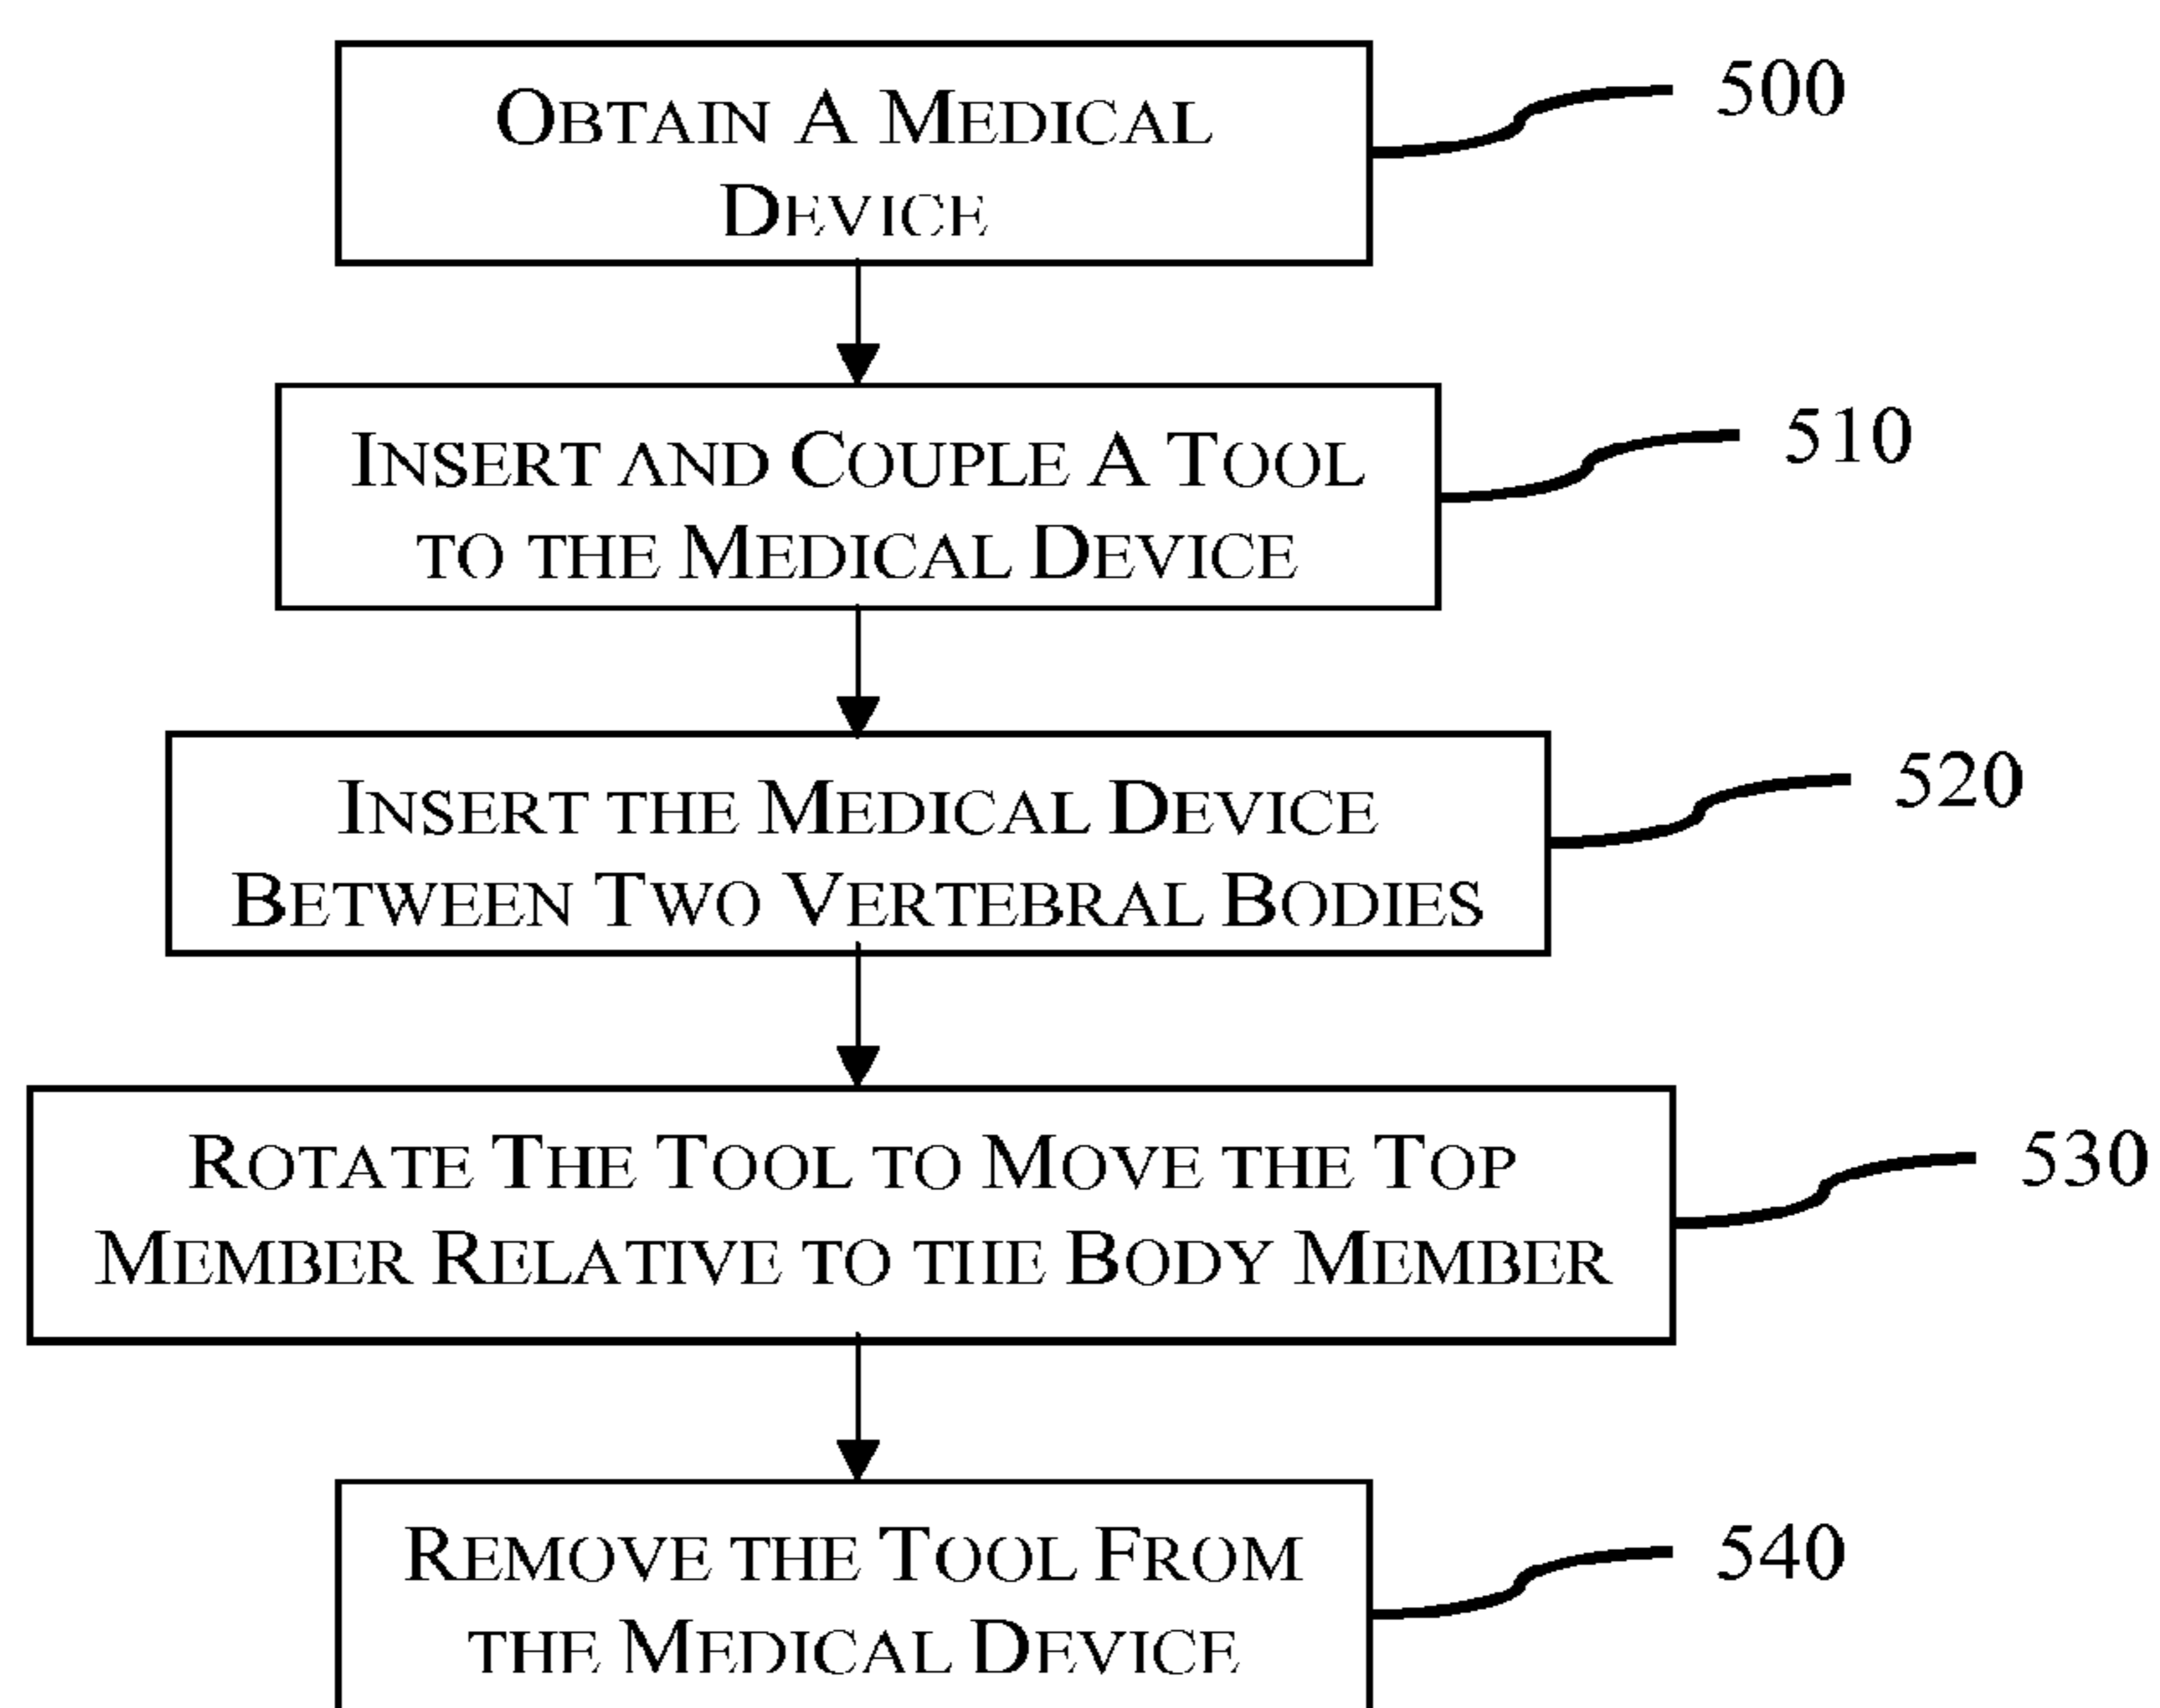 OBTAIN A MEDICAL
DEVICE
500
INSERT AND COUPLE A TOOL
TO THE MEDICAL DEVICE
510
INSERT THE MEDICAL DEVICE
BETWEEN TWO VERTEBRAL BODIES
520
ROTATE THE TOOL TO MOVE THE TOP
MEMBER RELATIVE TO THE BODY MEMBER
530
REMOVE THE TOOL FROM
THE MEDICAL DEVICE
540